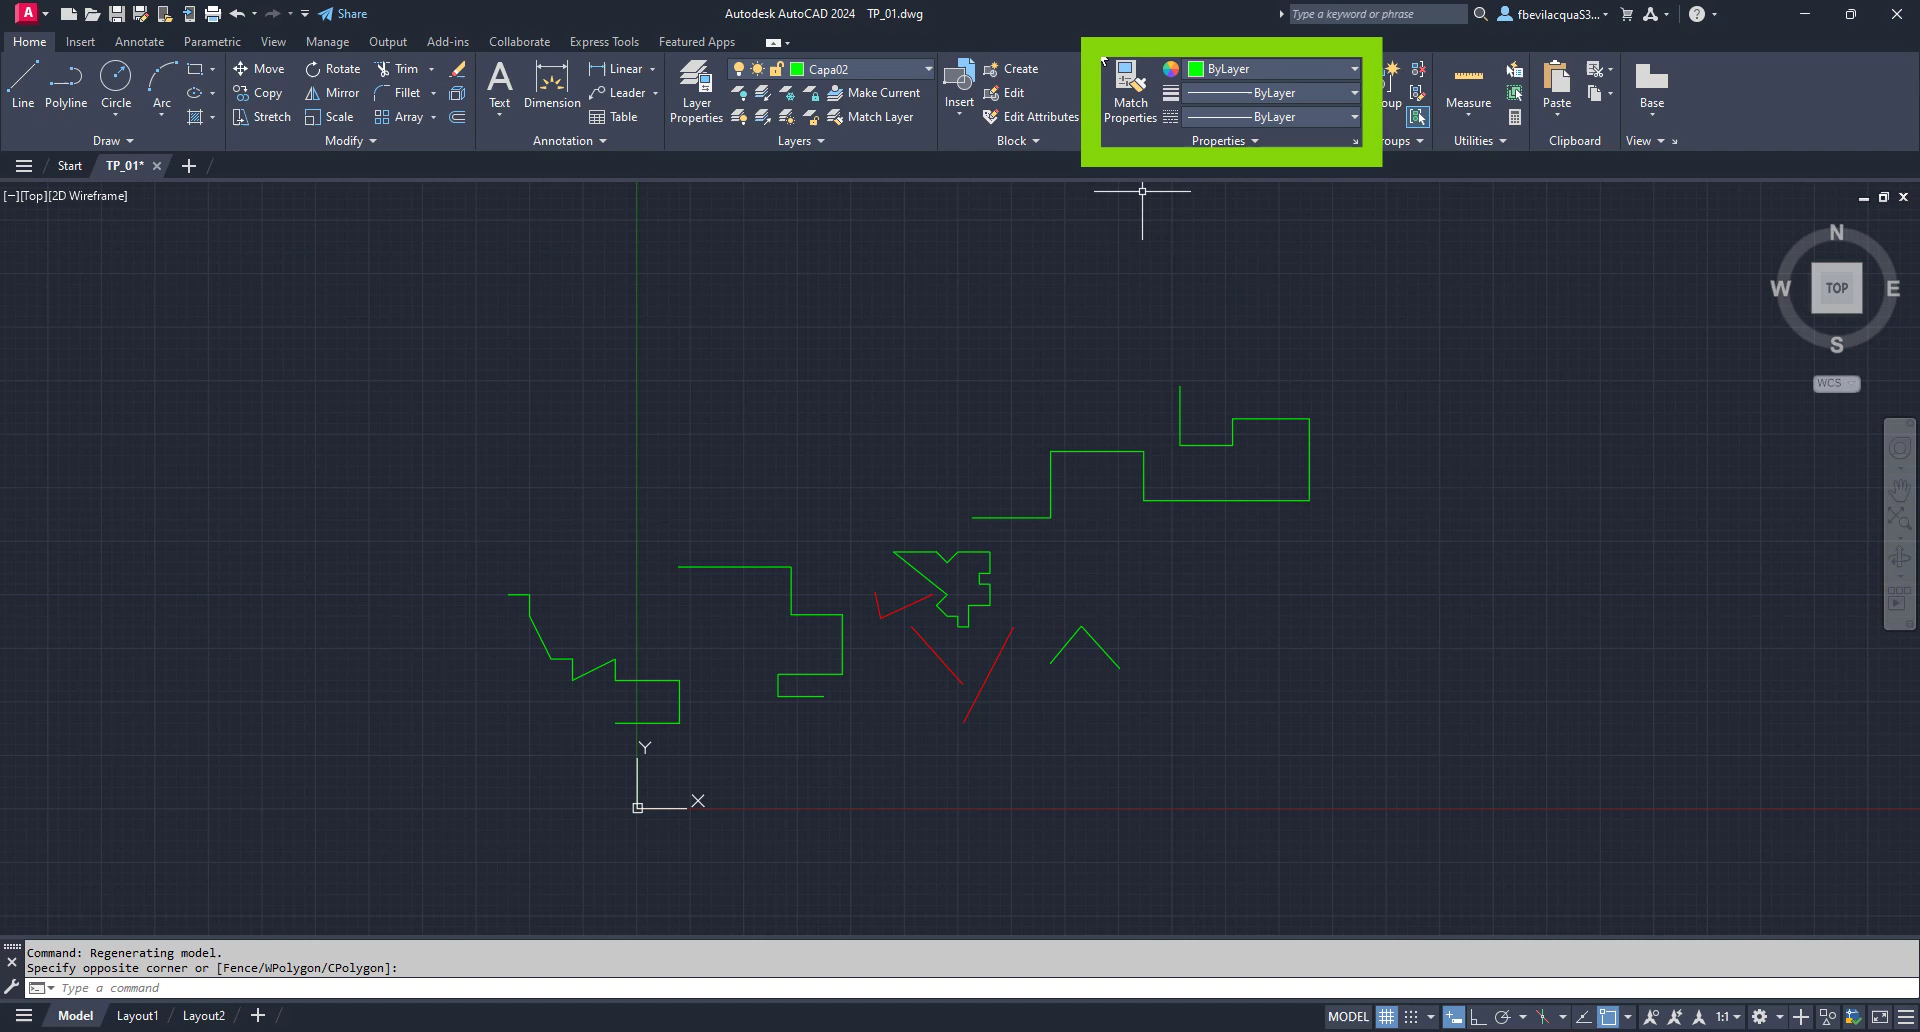 A
Share
Autodesk AutoCAD 2024 TP_01.dwg
Type a keyword or phrase
fbevilacquaS3...
?
Home Insert Annotate Parametric View Manage Output Add-ins Collaborate Express Tools Featured Apps
Line Polyline Circle Arc
Draw
Move Rotate Trim
Copy Mirror Fillet
Stretch Scale Array
Modify
A
Text Dimension
Linear
Leader
Table
Annotation
Layer
Properties
Capa02
Make Current
Match Layer
Layers
Insert
Create
Edit
Edit Attributes
Block
Match
Properties
ByLayer
ByLayer
ByLayer
Properties
oup
roups
Measure
Utilities
Paste
Clipboard
Base
View
Start TP_01*
[−][Top][2D Wireframe]
N
W TOP E
S
WCS
Y
X
Command: Regenerating model.
Specify opposite corner or [Fence/WPolygon/CPolygon]:
Type a command
Model Layout1 Layout2
MODEL
1:1